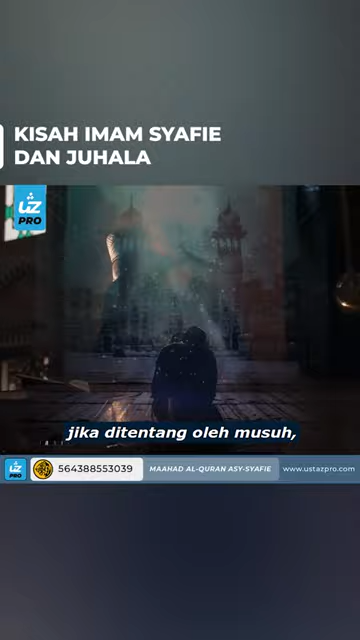 KISAH IMAM SYAFIE
DAN JUHALA
UZ
PRO
jika ditentang oleh musuh,
UZ
PRO
564388553039
MAAHAD AL-QURAN ASY-SYAFIE
www.ustazpro.com